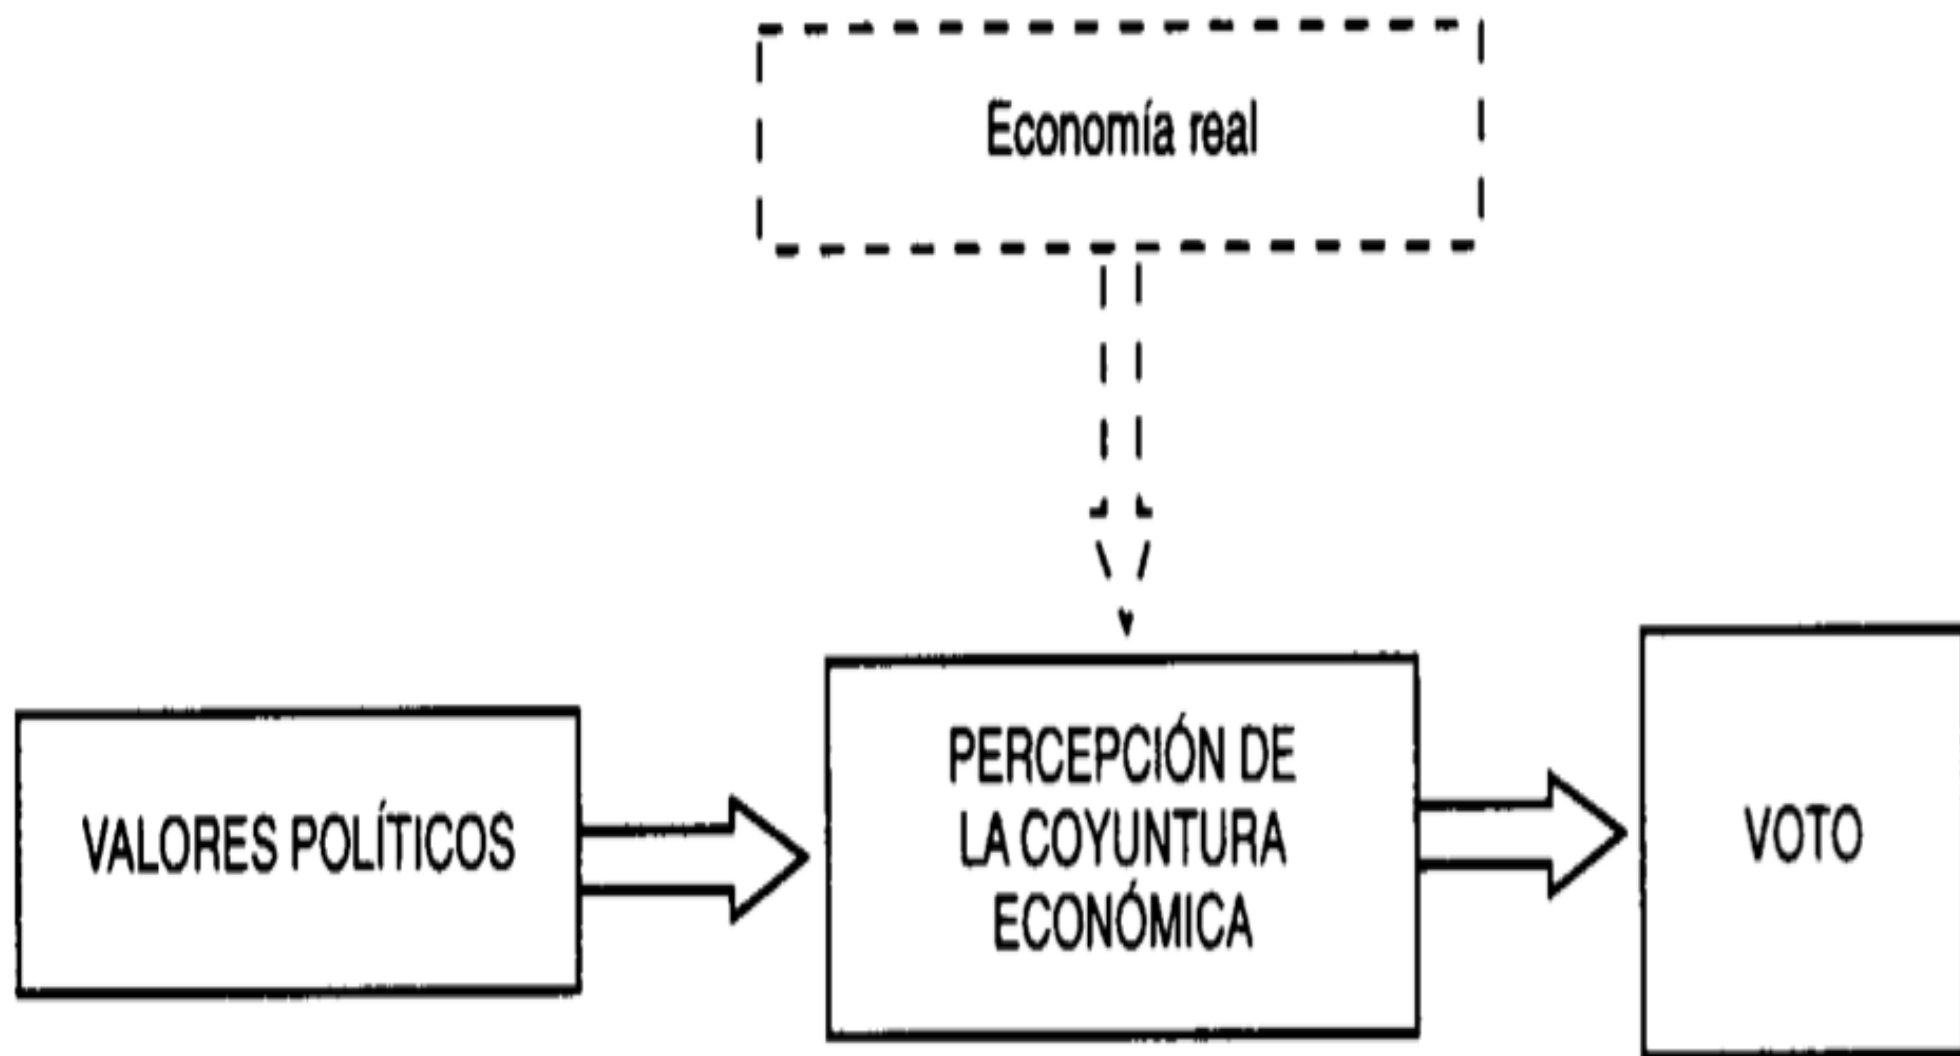 Economía real
VALORES POLÍTICOS
PERCEPCIÓN DE
LA COYUNTURA
ECONÓMICA
VOTO